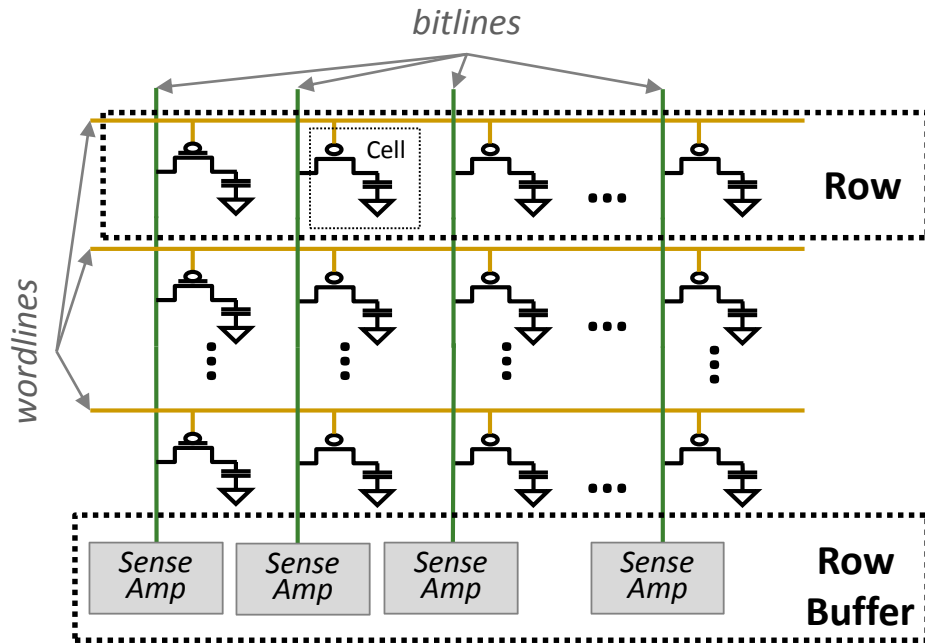 bitlines
Cell
Row
wordlines
Sense
Amp
Sense
Amp
Sense
Amp
Sense
Amp
Row
Buffer